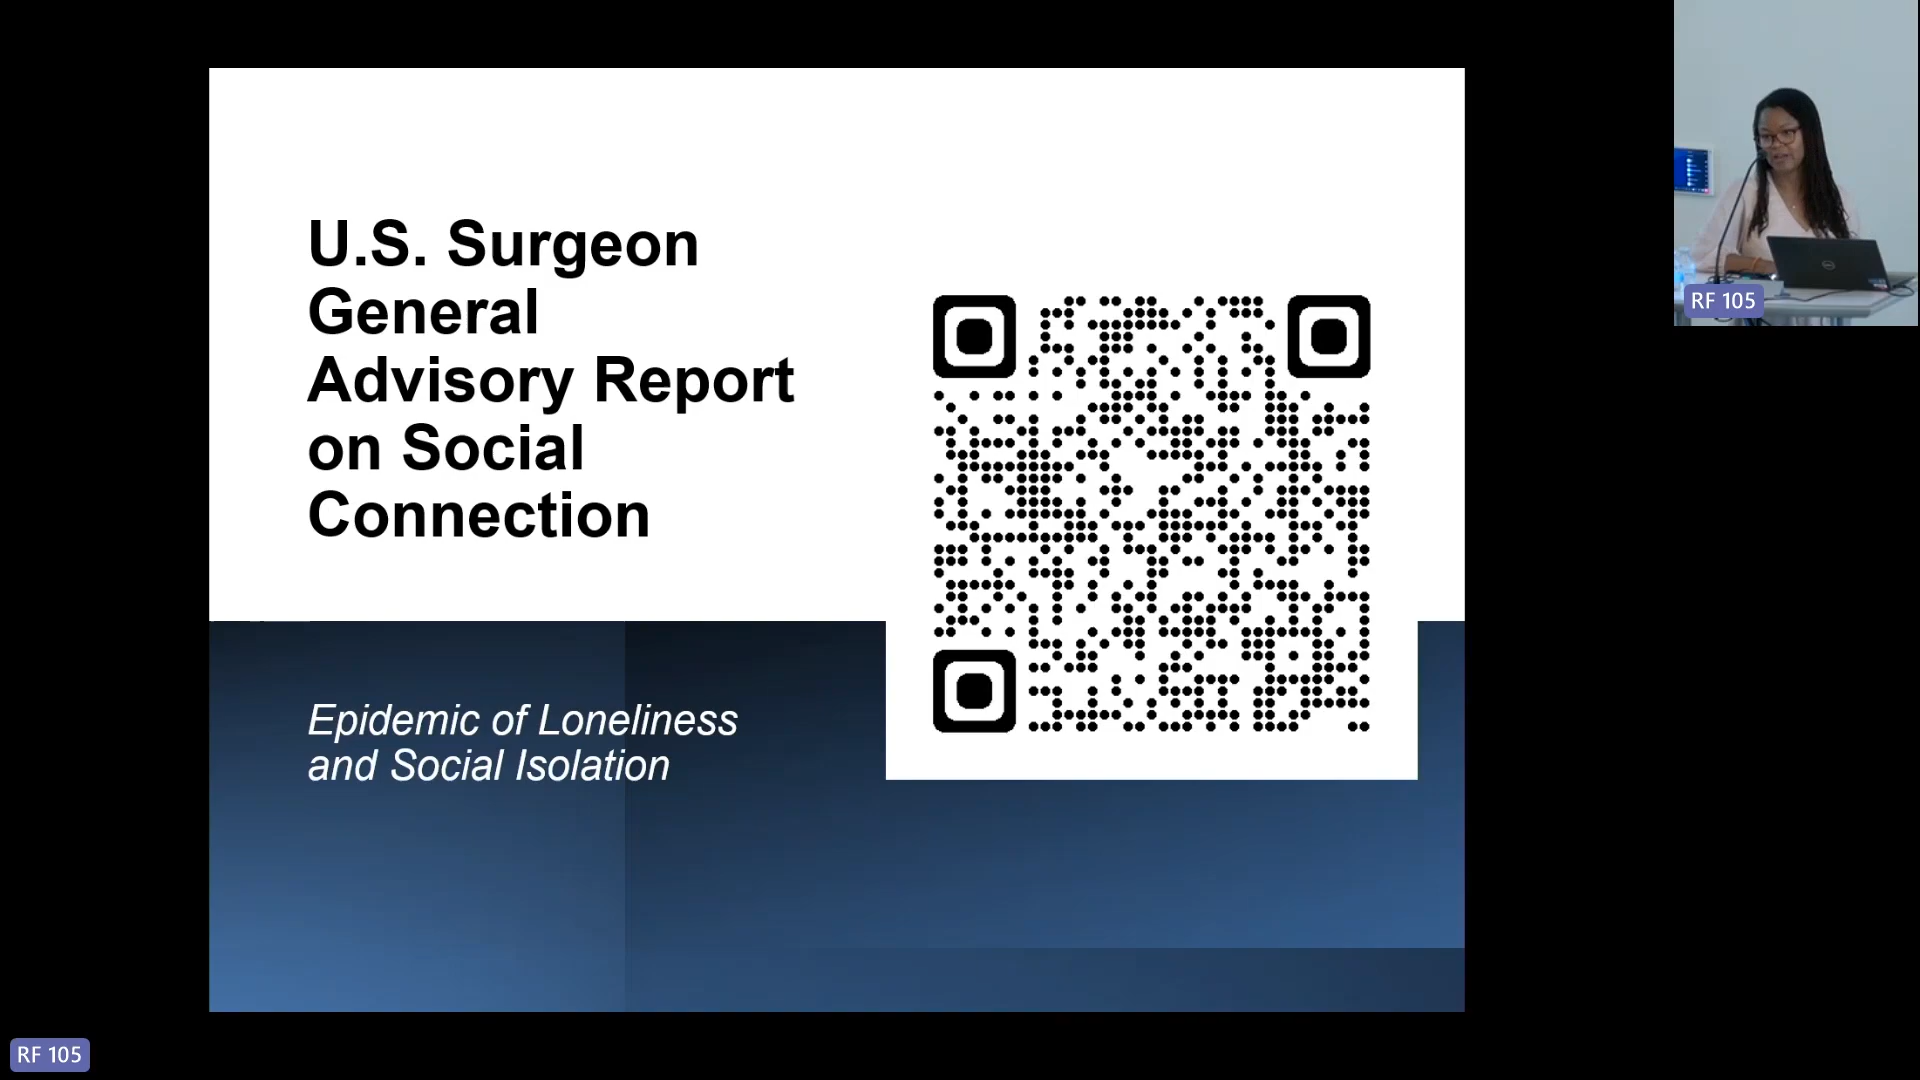 U.S. Surgeon
General
Advisory Report
on Social
Connection
Epidemic of Loneliness
and Social Isolation
RF 105
RF 105